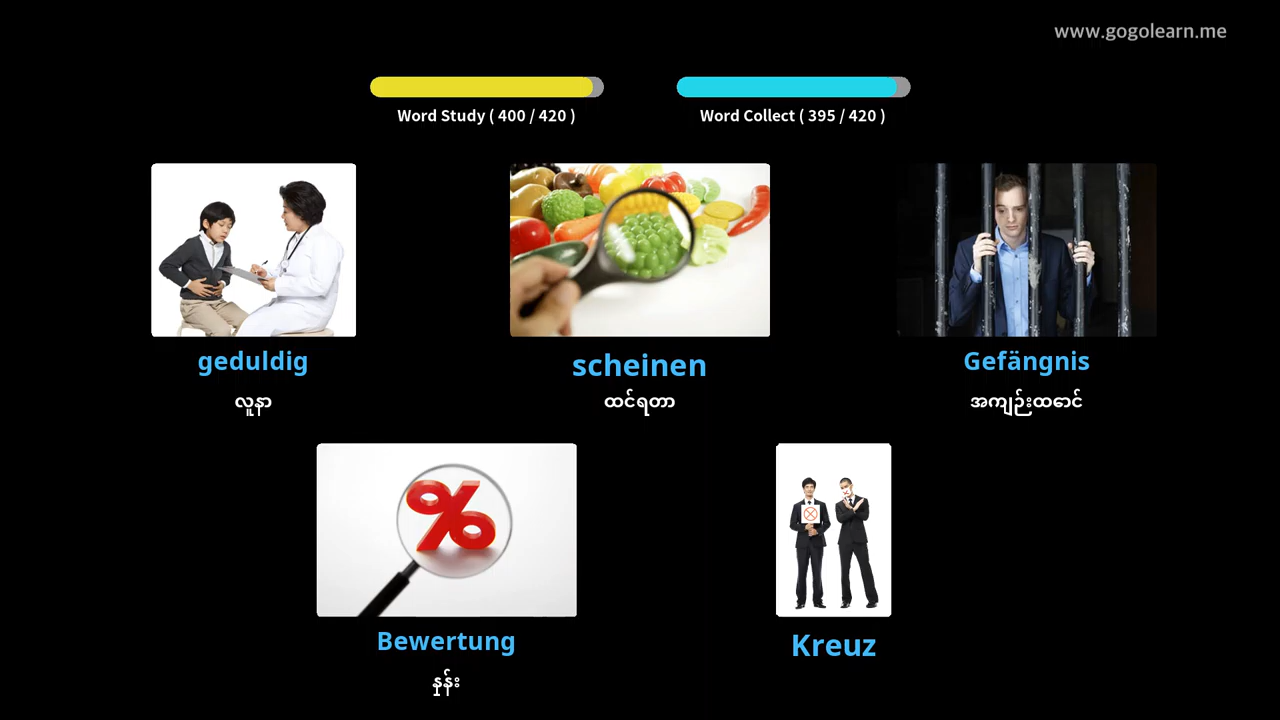 www.gogolearn.me
Word Study ( 400 / 420 )
Word Collect ( 395 / 420 )
geduldig
scheinen
Gefängnis
လူနာ
ထင်ရတာ
အကျဉ်းထောင်
Bewertung
Kreuz
နှုန်း